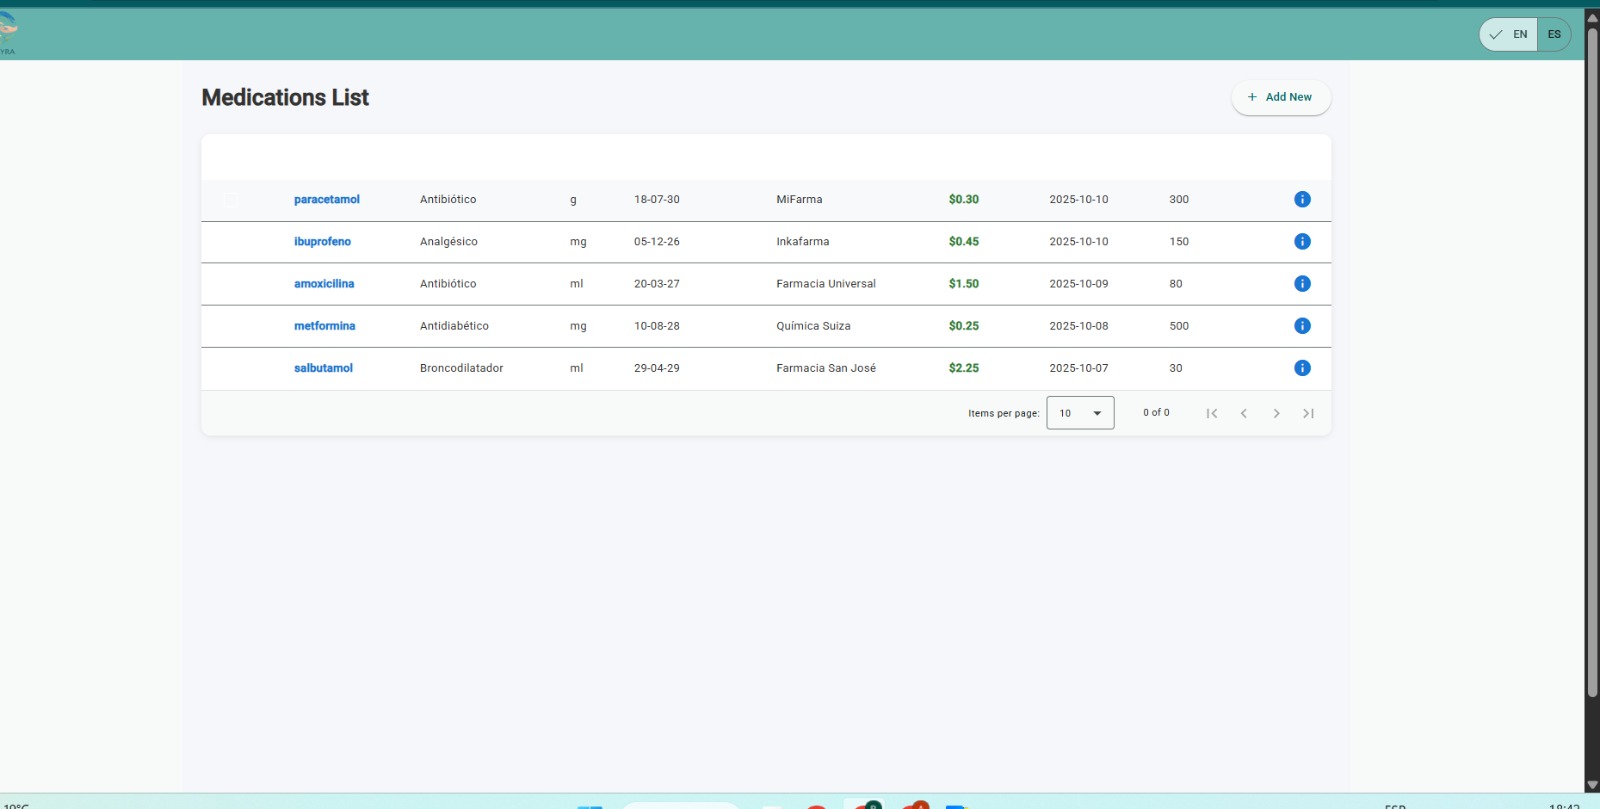 EN ES
Medications List
+ Add New
paracetamol Antibiótico g 18-07-30 MiFarma $0.30 2025-10-10 300
ibuprofeno Analgésico mg 05-12-26 Inkafarma $0.45 2025-10-10 150
amoxicilina Antibiótico ml 20-03-27 Farmacia Universal $1.50 2025-10-09 80
metformina Antidiabético mg 10-08-28 Química Suiza $0.25 2025-10-08 500
salbutamol Broncodilatador ml 29-04-29 Farmacia San José $2.25 2025-10-07 30
Items per page: 10 0 of 0